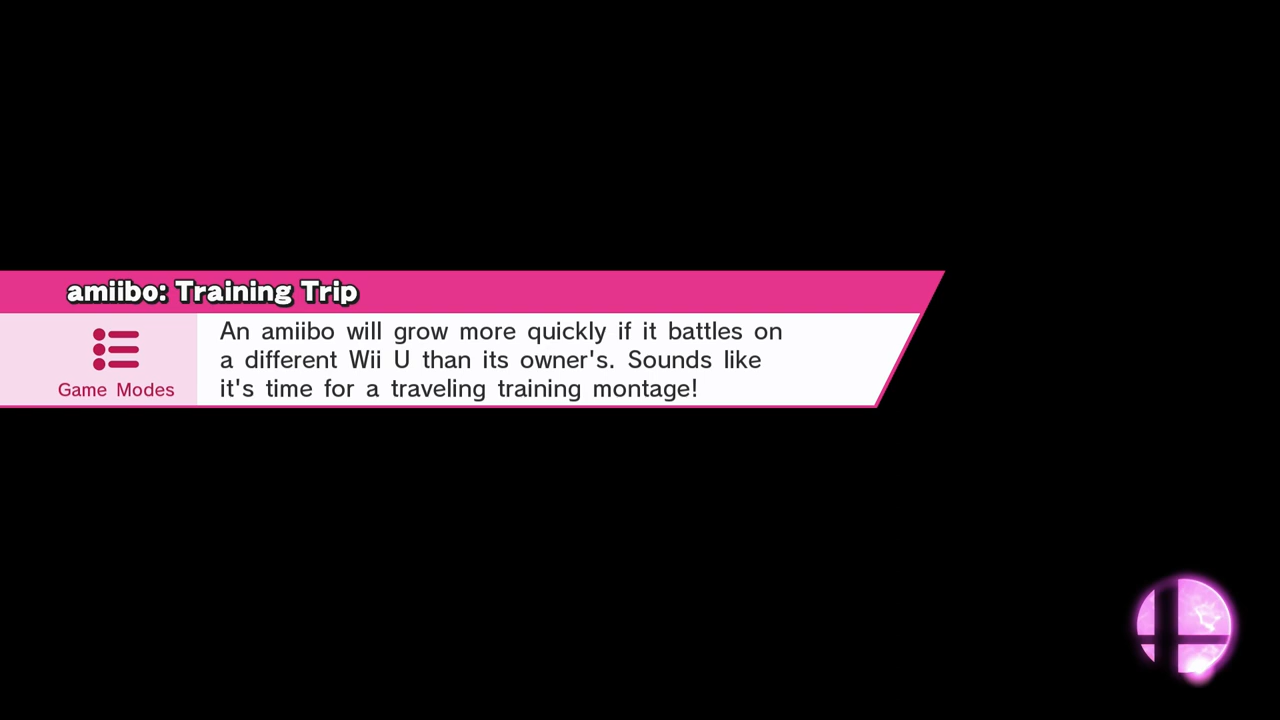 amiibo: Training Trip
Game Modes
An amiibo will grow more quickly if it battles on
a different Wii U than its owner's. Sounds like
it's time for a traveling training montage!